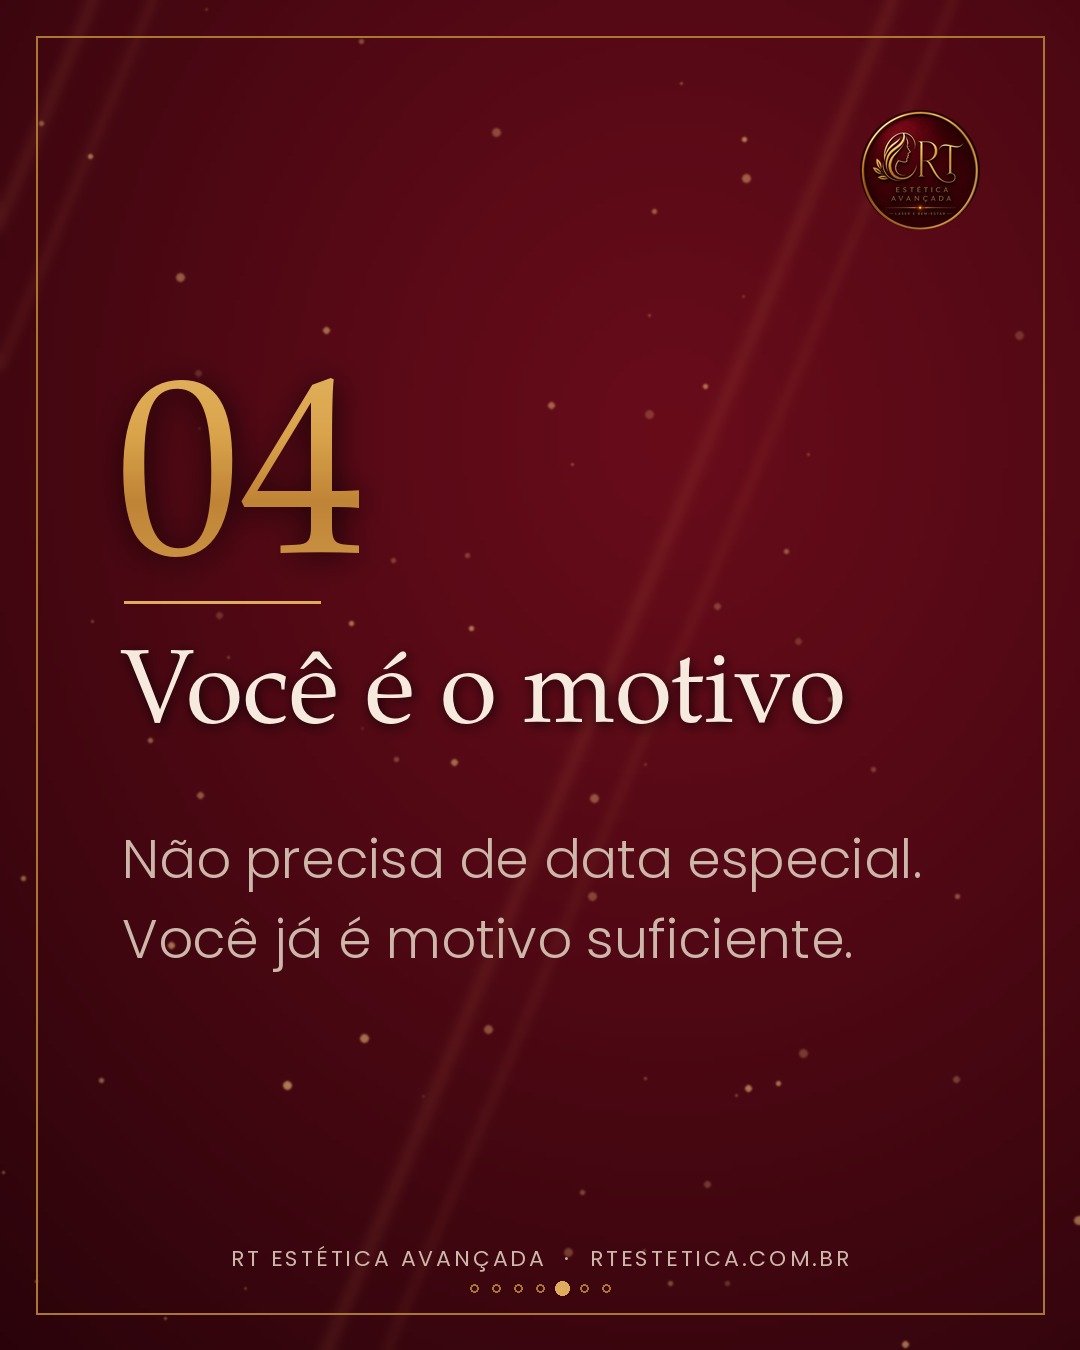 RT
ESTÉTICA
AVANÇADA
04
Você é o motivo
Não precisa de data especial.
Você já é motivo suficiente.
RT ESTÉTICA AVANÇADA · RTESTETICA.COM.BR